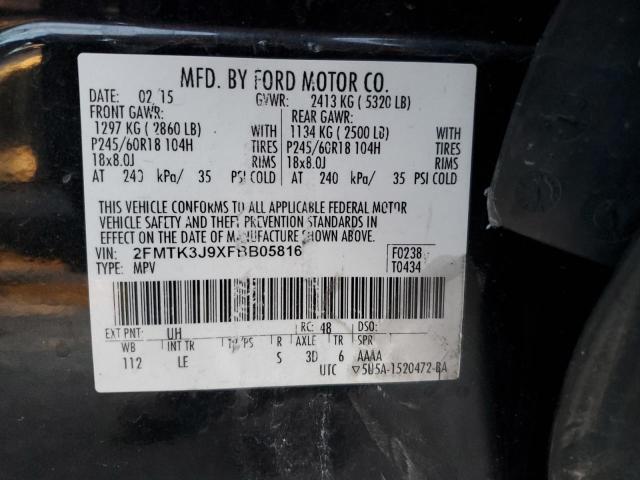 MFD. BY FORD MOTOR CO.
DATE: 02/15 GVWR: 2413 KG ( 5320 LB)
FRONT GAWR: REAR GAWR:
1297 KG ( 2860 LB) WITH 1134 KG ( 2500 LB) WITH
P245/60R18 104H TIRES P245/60R18 104H TIRES
18x8.0J RIMS 18x8.0J RIMS
AT 240 kPa/ 35 PSI COLD AT 240 kPa/ 35 PSI COLD
THIS VEHICLE CONFORMS TO ALL APPLICABLE FEDERAL MOTOR
VEHICLE SAFETY AND THEFT PREVENTION STANDARDS IN
EFFECT ON THE DATE OF MANUFACTURE SHOWN ABOVE.
VIN: 2FMTK3J9XFBB05816 F0238
TYPE: MPV T0434
EXT PNT: UH RC: 48 DSO:
WB INT TR TP/PS R AXLE TR SPR
112 LE S 3D 6 AAAA
UTC ▽5U5A-1520472-BA